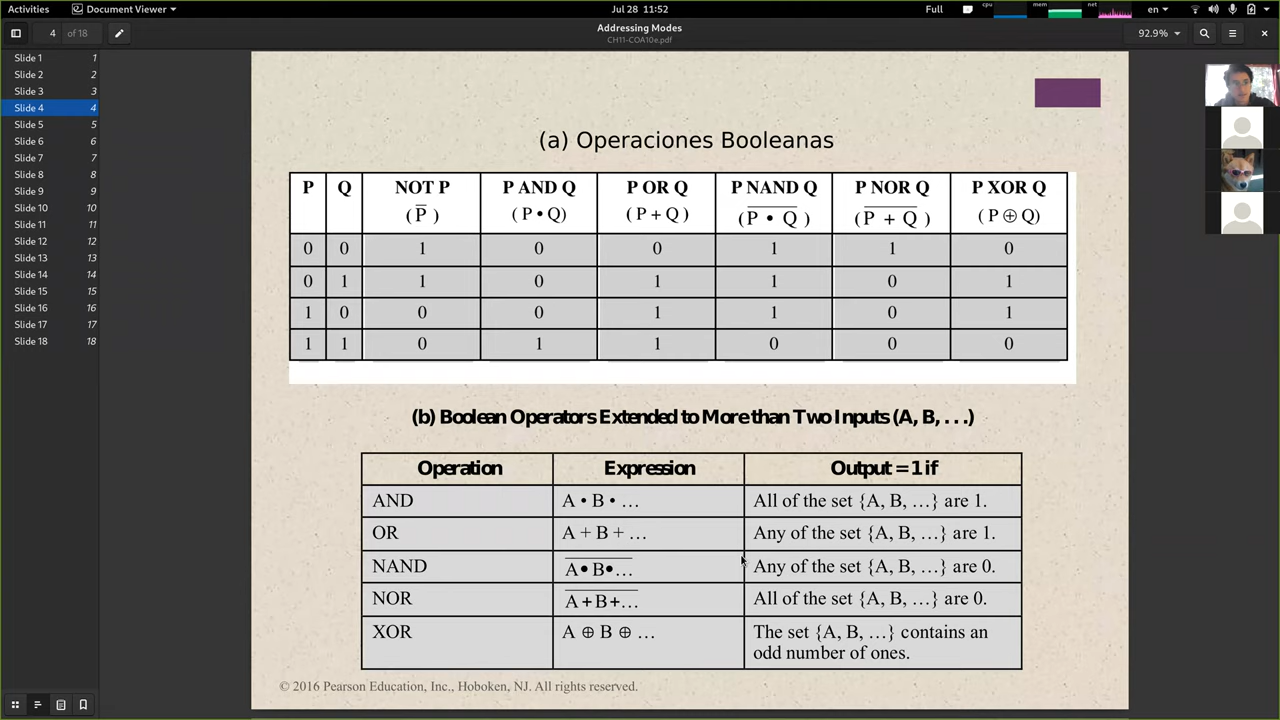 Activities Document Viewer Jul 28 11:52 Full cpu mem net en
4 of 18 Addressing Modes 92.9%
CH11-COA10e.pdf
Slide 1 1
Slide 2 2
Slide 3 3
Slide 4 4
Slide 5 5
Slide 6 6
Slide 7 7
Slide 8 8
Slide 9 9
Slide 10 10
Slide 11 11
Slide 12 12
Slide 13 13
Slide 14 14
Slide 15 15
Slide 16 16
Slide 17 17
Slide 18 18
(a) Operaciones Booleanas
P Q NOT P P AND Q P OR Q P NAND Q P NOR Q P XOR Q
(P̅) (P • Q) (P + Q) (P̅ ̅•̅ ̅Q̅) (P̅ ̅+̅ ̅Q̅) (P ⊕ Q)
0 0 1 0 0 1 1 0
0 1 1 0 1 1 0 1
1 0 0 0 1 1 0 1
1 1 0 1 1 0 0 0
(b) Boolean Operators Extended to More than Two Inputs (A, B, . . .)
Operation Expression Output = 1 if
AND A • B • … All of the set {A, B, …} are 1.
OR A + B + … Any of the set {A, B, …} are 1.
NAND A̅•̅B̅•̅…̅ Any of the set {A, B, …} are 0.
NOR A̅+̅B̅+̅…̅ All of the set {A, B, …} are 0.
XOR A ⊕ B ⊕ … The set {A, B, …} contains an
odd number of ones.
© 2016 Pearson Education, Inc., Hoboken, NJ. All rights reserved.